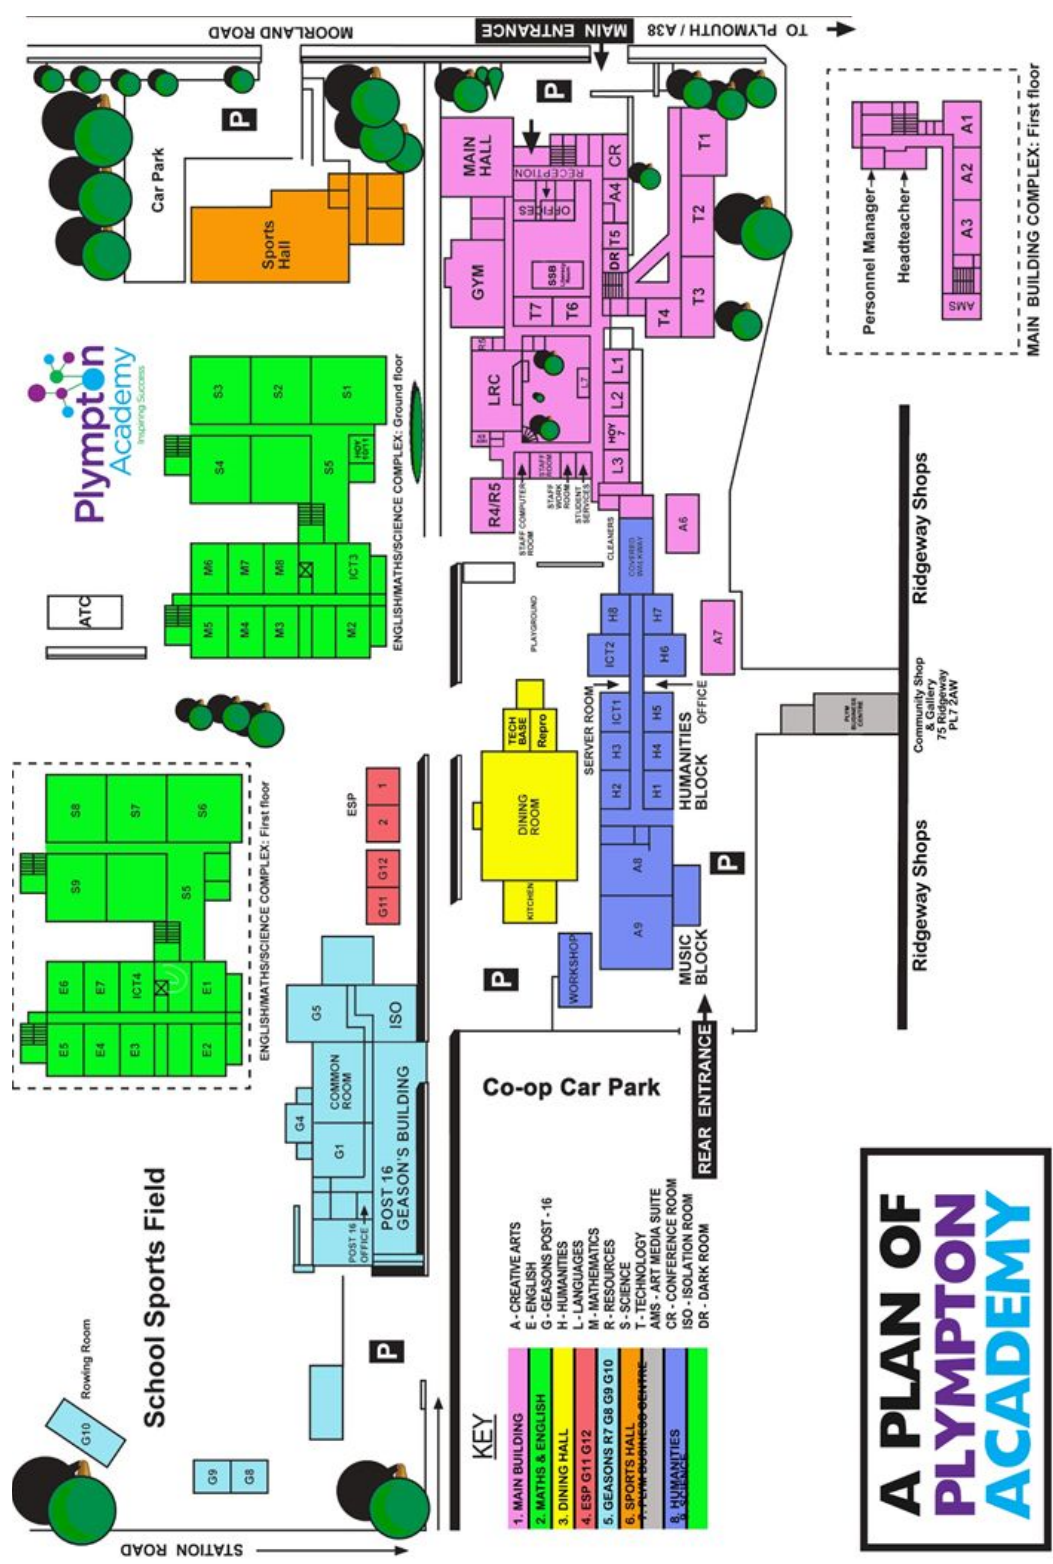 A PLAN OF
PLYMPTON
ACADEMY
Plympton
Academy
Inspiring Success
MOORLAND ROAD
MAIN ENTRANCE
TO PLYMOUTH / A38
STATION ROAD
Car Park
P
P
Sports
Hall
MAIN
HALL
RECEPTION
OFFICES
CR
A4
T5
DR
T1
T2
T3
T4
GYM
SSB
T7
T6
R5
LRC
L7
L1
L2
HOY
7
L3
STAFF
ROOM
R4/R5
STAFF COMPUTER
ROOM
STAFF
WORK
ROOM
STUDENT
SERVICES
CLEANERS
COVERED
WALKWAY
A6
A7
Personnel Manager
Headteacher
A1
A2
A3
AMS
MAIN BUILDING COMPLEX: First floor
S3
S2
S1
S4
S5
HOY
10/11
M6
M7
M8
ICT3
M5
M4
M3
M2
ENGLISH/MATHS/SCIENCE COMPLEX: Ground floor
ATC
S8
S7
S6
S9
S5
E6
E7
ICT4
E1
E5
E4
E3
E2
ENGLISH/MATHS/SCIENCE COMPLEX: First floor
PLAYGROUND
H8
H7
ICT2
H6
SERVER ROOM
OFFICE
ICT1
H5
H3
H4
H2
H1
HUMANITIES
BLOCK
A8
A9
MUSIC
BLOCK
P
WORKSHOP
P
TECH
BASE
Repro
DINING
ROOM
KITCHEN
ESP
1
2
G12
G11
G5
ISO
COMMON
ROOM
G4
G1
POST 16
GEASON'S BUILDING
POST 16
OFFICE
PLYM
BUSINESS
CENTRE
Community Shop
& Gallery
75 Ridgeway
PL7 2AW
Ridgeway Shops
Ridgeway Shops
Co-op Car Park
REAR ENTRANCE
School Sports Field
Rowing Room
G10
G9
G8
P
KEY
1. MAIN BUILDING
2. MATHS & ENGLISH
3. DINING HALL
4. ESP G11 G12
5. GEASONS R7 G8 G9 G10
6. SPORTS HALL
7. PLYM BUSINESS CENTRE
8. HUMANITIES
9. SCIENCE
A - CREATIVE ARTS
E - ENGLISH
G - GEASONS POST - 16
H - HUMANITIES
L - LANGUAGES
M - MATHEMATICS
R - RESOURCES
S - SCIENCE
T - TECHNOLOGY
AMS - ART MEDIA SUITE
CR - CONFERENCE ROOM
ISO - ISOLATION ROOM
DR - DARK ROOM